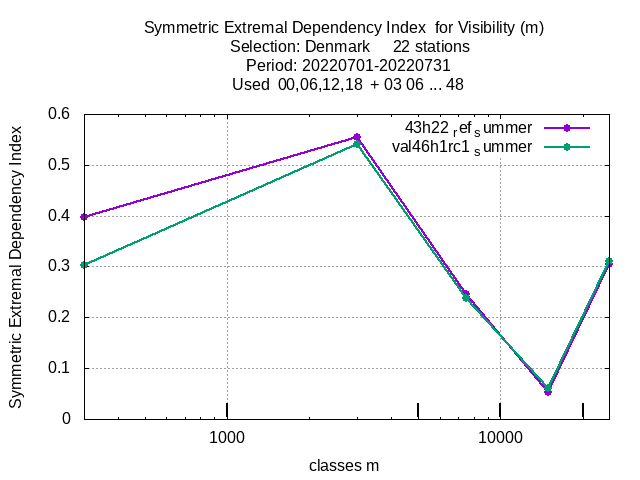 Symmetric Extremal Dependency Index for Visibility (m)
Selection: Denmark 22 stations
Period: 20220701-20220731
Used 00,06,12,18 + 03 06 ... 48
Symmetric Extremal Dependency Index
0.6
0.5
0.4
0.3
0.2
0.1
0
43h22refsummer
val46h1rc1summer
1000
10000
classes m